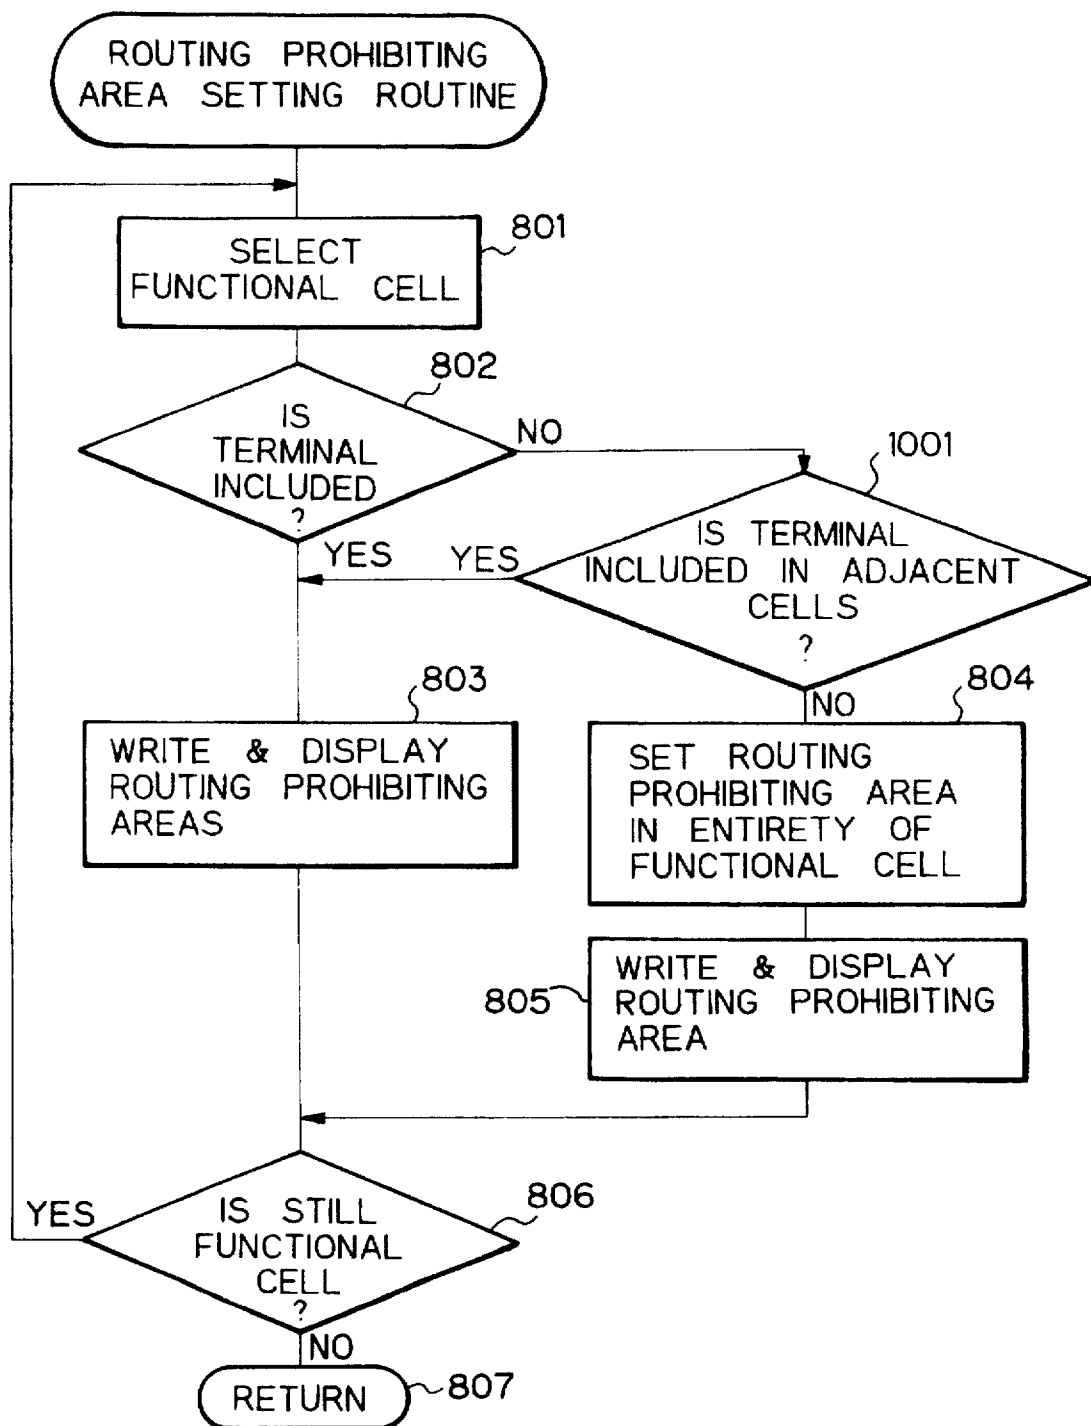 ROUTING PROHIBITING
AREA SETTING ROUTINE
801
SELECT
FUNCTIONAL CELL
802
IS
TERMINAL
INCLUDED
?
NO
YES
1001
IS TERMINAL
INCLUDED IN ADJACENT
CELLS
?
YES
NO
803
WRITE & DISPLAY
ROUTING PROHIBITING
AREAS
804
SET ROUTING
PROHIBITING AREA
IN ENTIRETY OF
FUNCTIONAL CELL
805
WRITE & DISPLAY
ROUTING PROHIBITING
AREA
806
IS STILL
FUNCTIONAL
CELL
?
YES
NO
RETURN
807